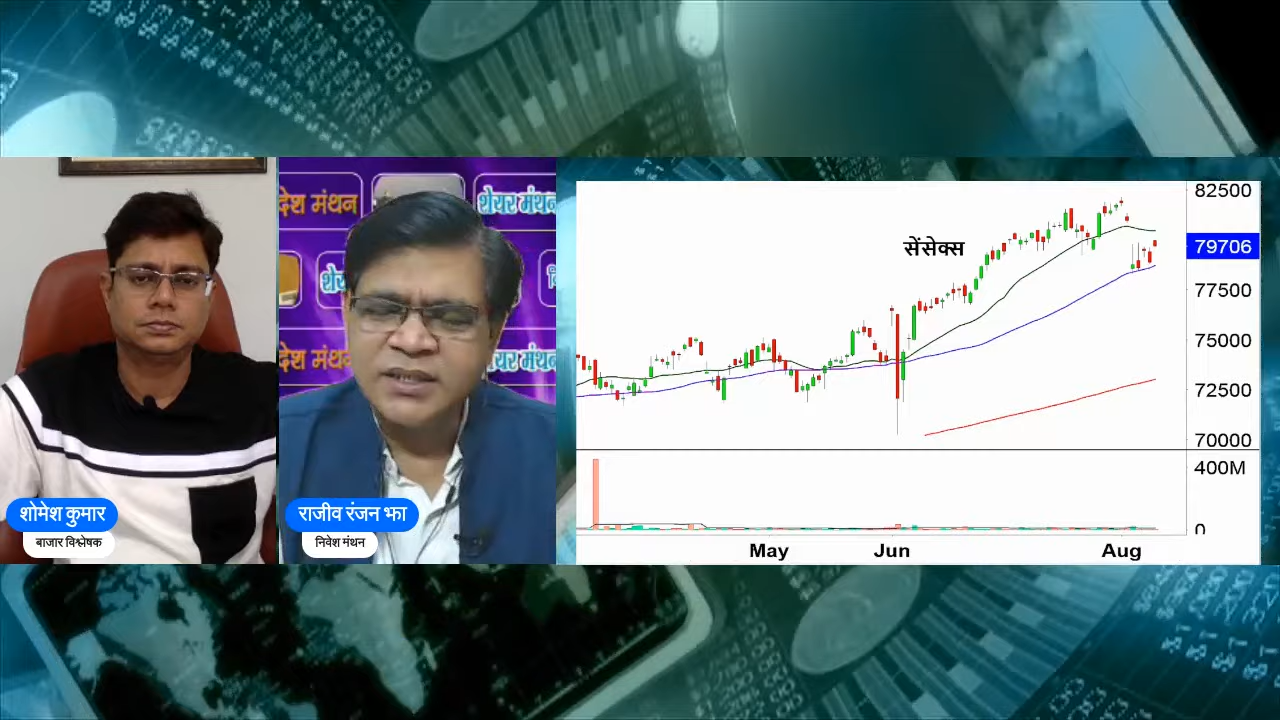 देश मंथन
शेयर मंथन
देश मंथन
शेयर मंथन
शोमेश कुमार
बाजार विश्लेषक
राजीव रंजन झा
निवेश मंथन
सेंसेक्स
82500
79706
77500
75000
72500
70000
400M
0
May
Jun
Aug